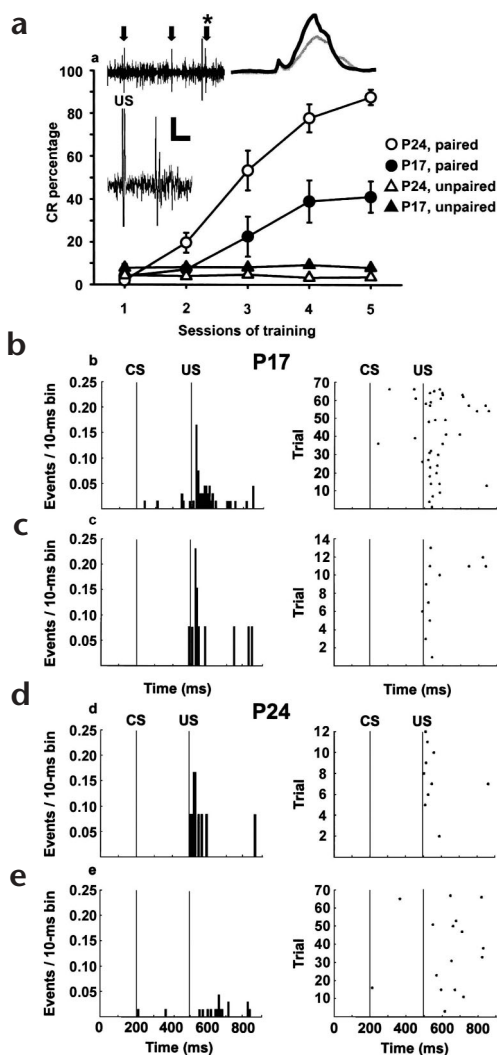 a
*
a
100
80
60
40
20
0
CR percentage
US
P24, paired
P17, paired
P24, unpaired
P17, unpaired
1 2 3 4 5
Sessions of training
b
b
CS US P17 CS US
0.25
0.20
0.15
0.10
0.05
Events / 10-ms bin
70
60
50
40
30
20
10
0
Trial
c
c
0.25
0.20
0.15
0.10
0.05
Events / 10-ms bin
14
12
10
8
6
4
2
Trial
Time (ms) Time (ms)
d
d
CS US P24 CS US
0.25
0.20
0.15
0.10
0.05
Events / 10-ms bin
12
10
8
6
4
2
Trial
e
e
0.25
0.20
0.15
0.10
0.05
Events / 10-ms bin
70
60
50
40
30
20
10
0
Trial
0 200 400 600 800 0 200 400 600 800
Time (ms) Time (ms)